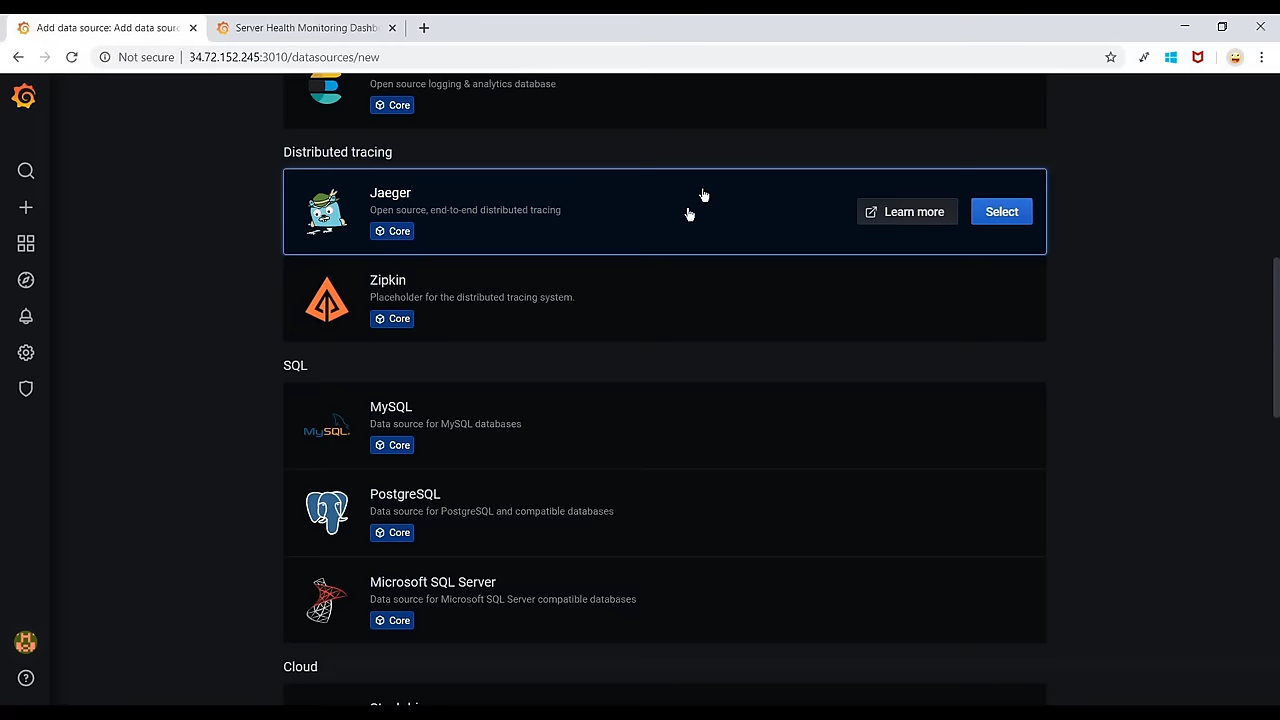 Add data source: Add data sour
Server Health Monitoring Dashb
Not secure
34.72.152.245:3010/datasources/new
Open source logging & analytics database
Core
Distributed tracing
Jaeger
Open source, end-to-end distributed tracing
Core
Learn more
Select
Zipkin
Placeholder for the distributed tracing system.
Core
SQL
MySQL
MySQL
Data source for MySQL databases
Core
PostgreSQL
Data source for PostgreSQL and compatible databases
Core
Microsoft SQL Server
Data source for Microsoft SQL Server compatible databases
Core
Cloud